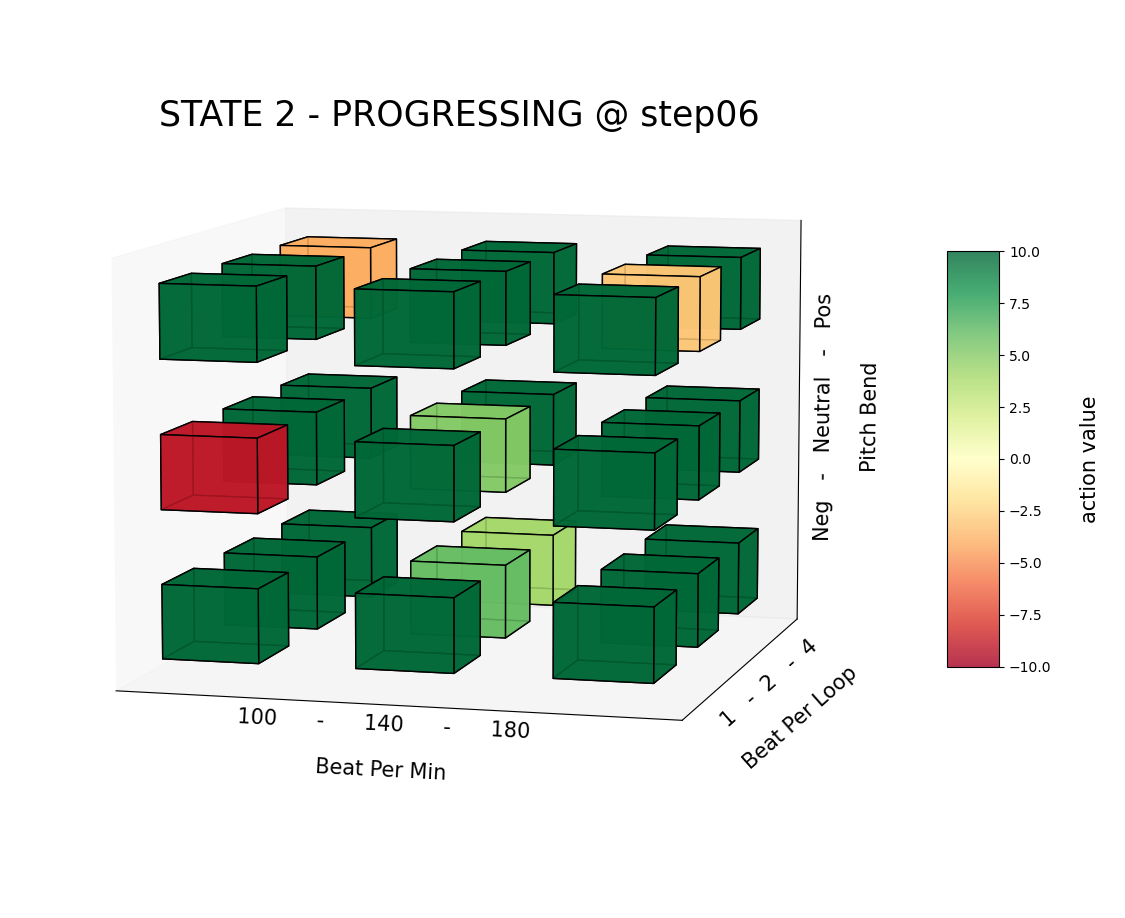 STATE 2 - PROGRESSING @ step06
Neg - Neutral - Pos
Pitch Bend
100 - 140 - 180
Beat Per Min
1 - 2 - 4
Beat Per Loop
10.0
7.5
5.0
2.5
0.0
−2.5
−5.0
−7.5
−10.0
action value